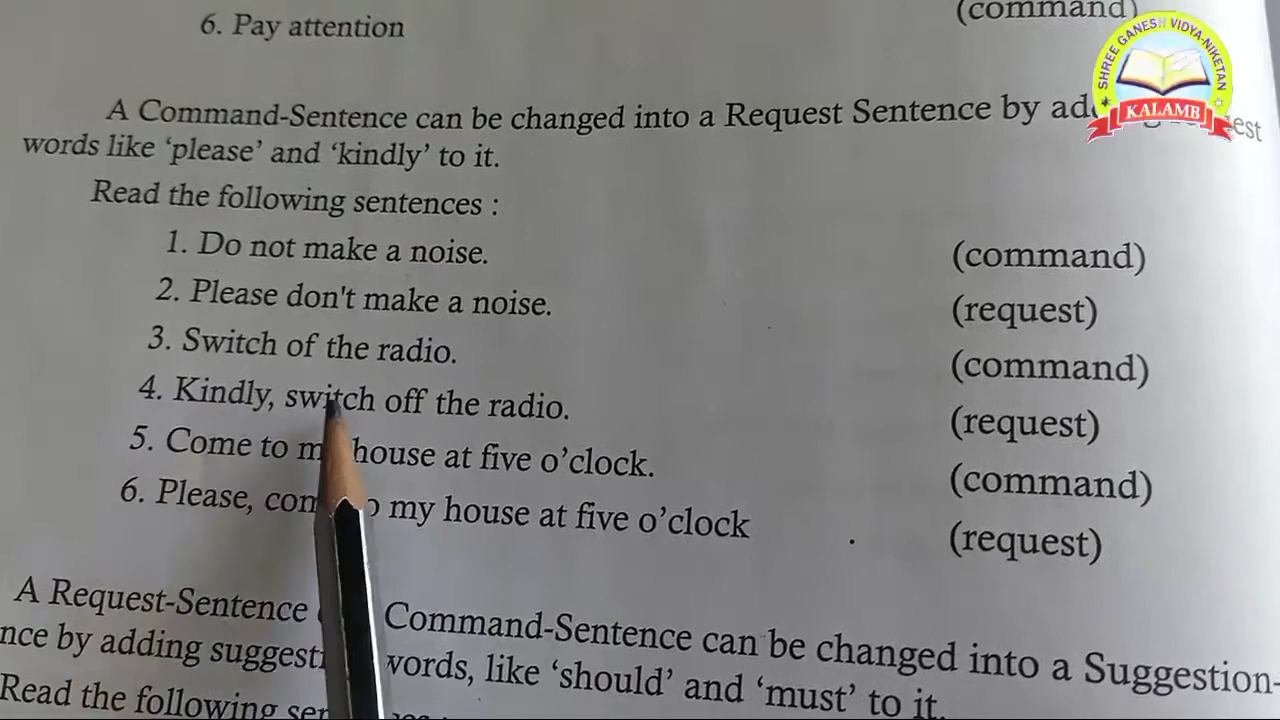 6. Pay attention (command)
A Command-Sentence can be changed into a Request Sentence by
words like ‘please’ and ‘kindly’ to it.
Read the following sentences :
1. Do not make a noise. (command)
2. Please don't make a noise. (request)
3. Switch of the radio. (command)
4. Kindly, switch off the radio. (request)
5. Come to my house at five o’clock. (command)
6. Please, come to my house at five o’clock . (request)
A Request-Sentence Command-Sentence can be changed into a Suggestion-
nce by adding words, like ‘should’ and ‘must’ to it.
Read the following
SHREE GANESH VIDYA-NIKETAN
KALAMB